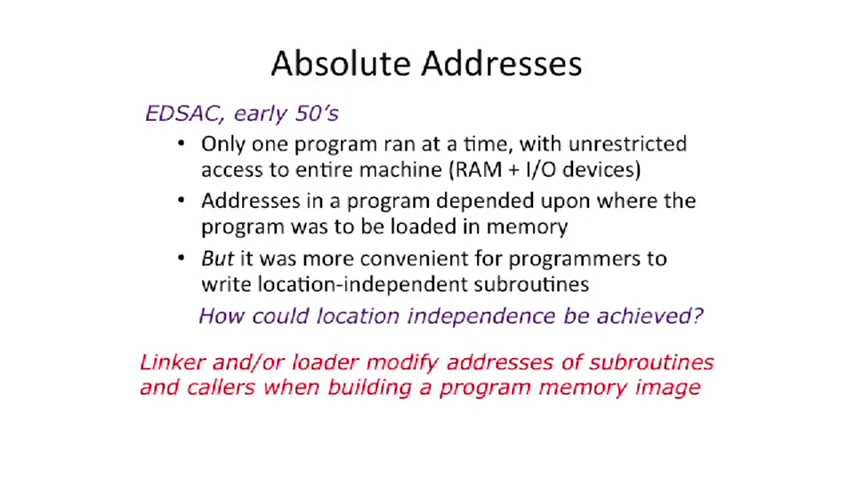 Absolute Addresses
EDSAC, early 50's
• Only one program ran at a time, with unrestricted
access to entire machine (RAM + I/O devices)
• Addresses in a program depended upon where the
program was to be loaded in memory
• But it was more convenient for programmers to
write location-independent subroutines
How could location independence be achieved?
Linker and/or loader modify addresses of subroutines
and callers when building a program memory image